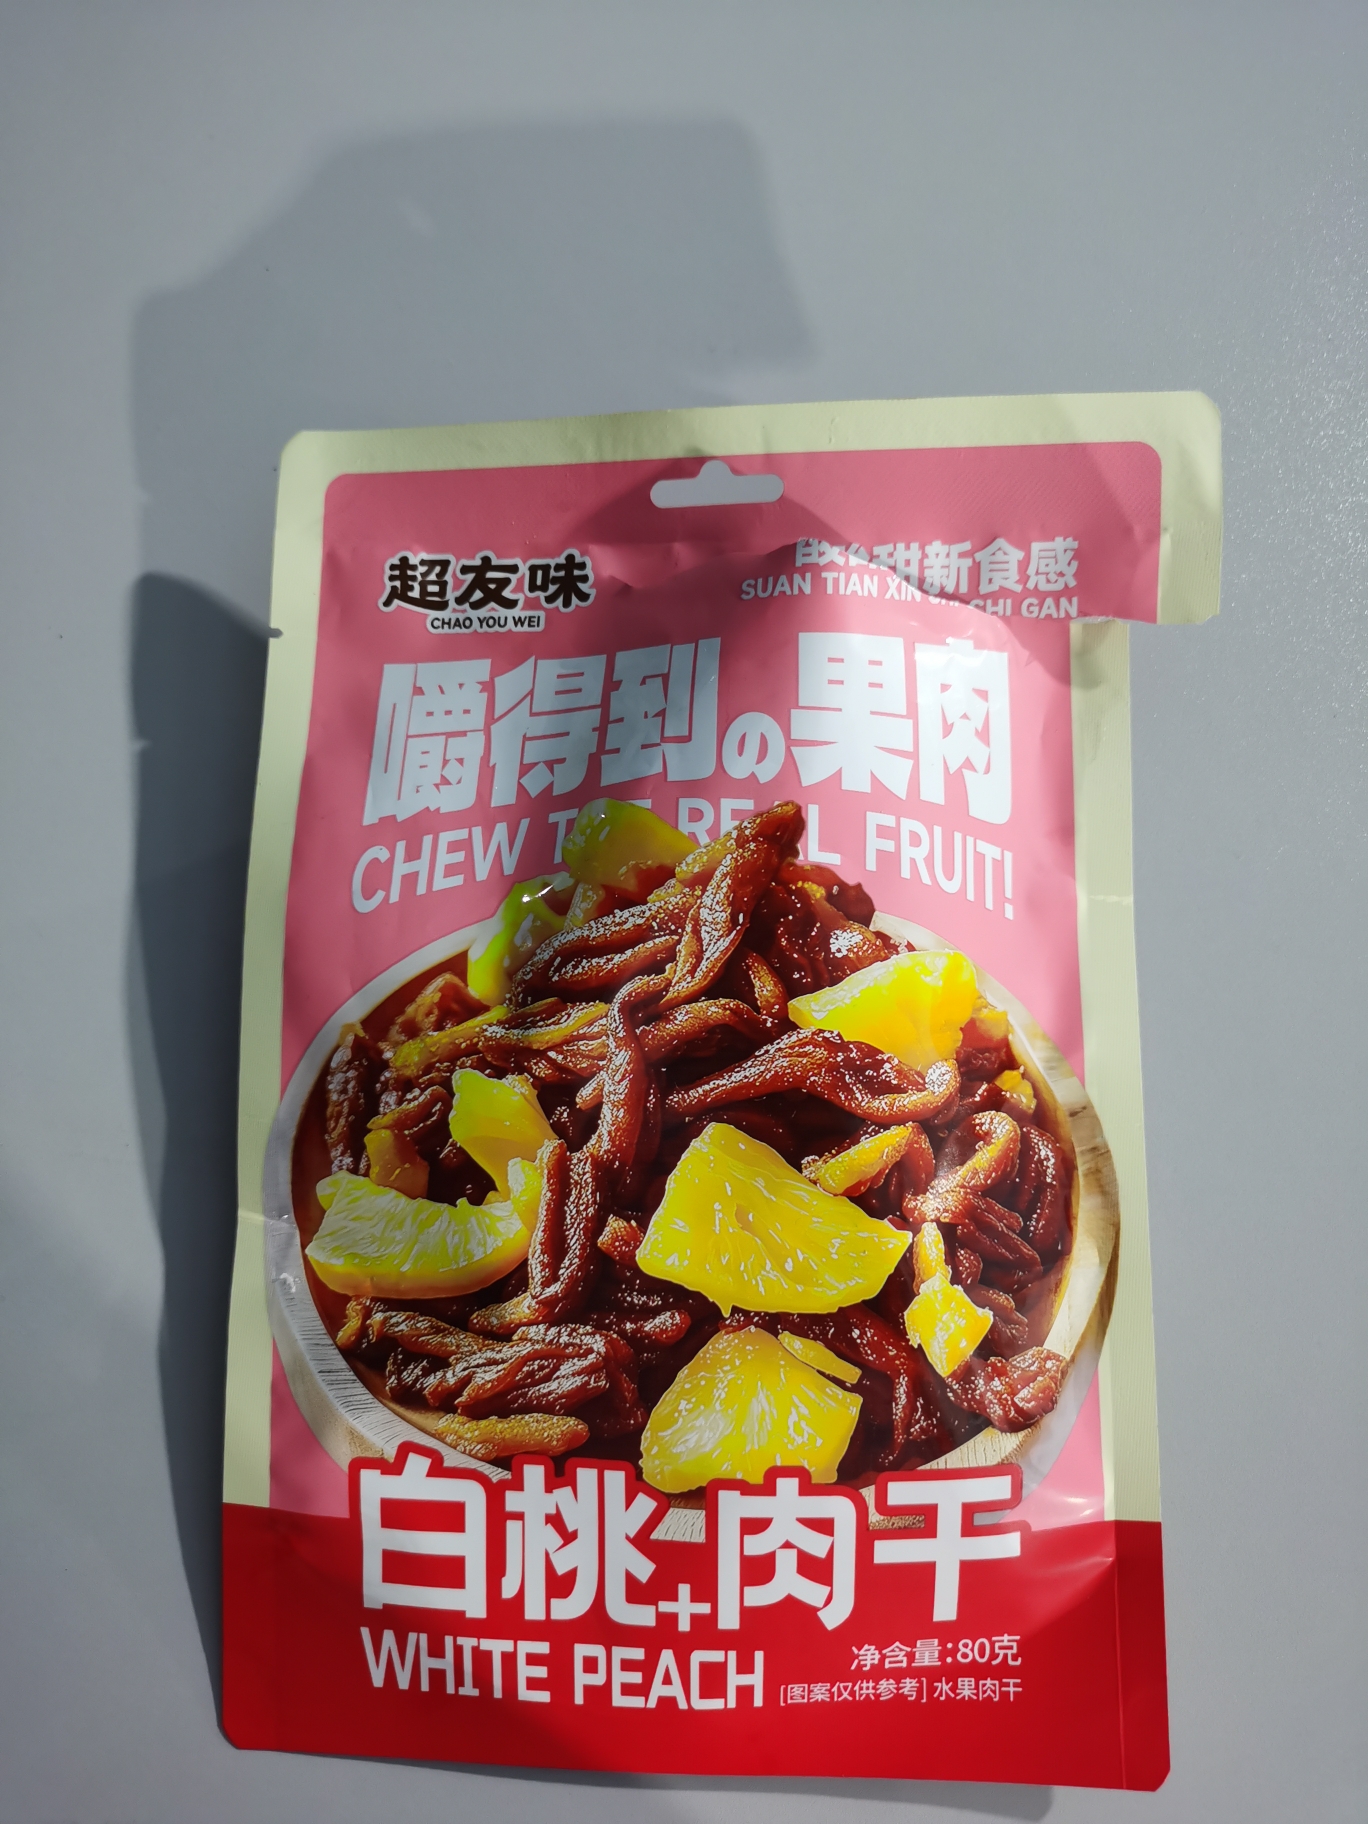 超友味
CHAO YOU WEI
甜新食感
SUAN TIAN XIN CHI GAN
嚼得到の果肉
CHEW REAL FRUIT!
白桃+肉干
WHITE PEACH
净含量:80克
[图案仅供参考] 水果肉干